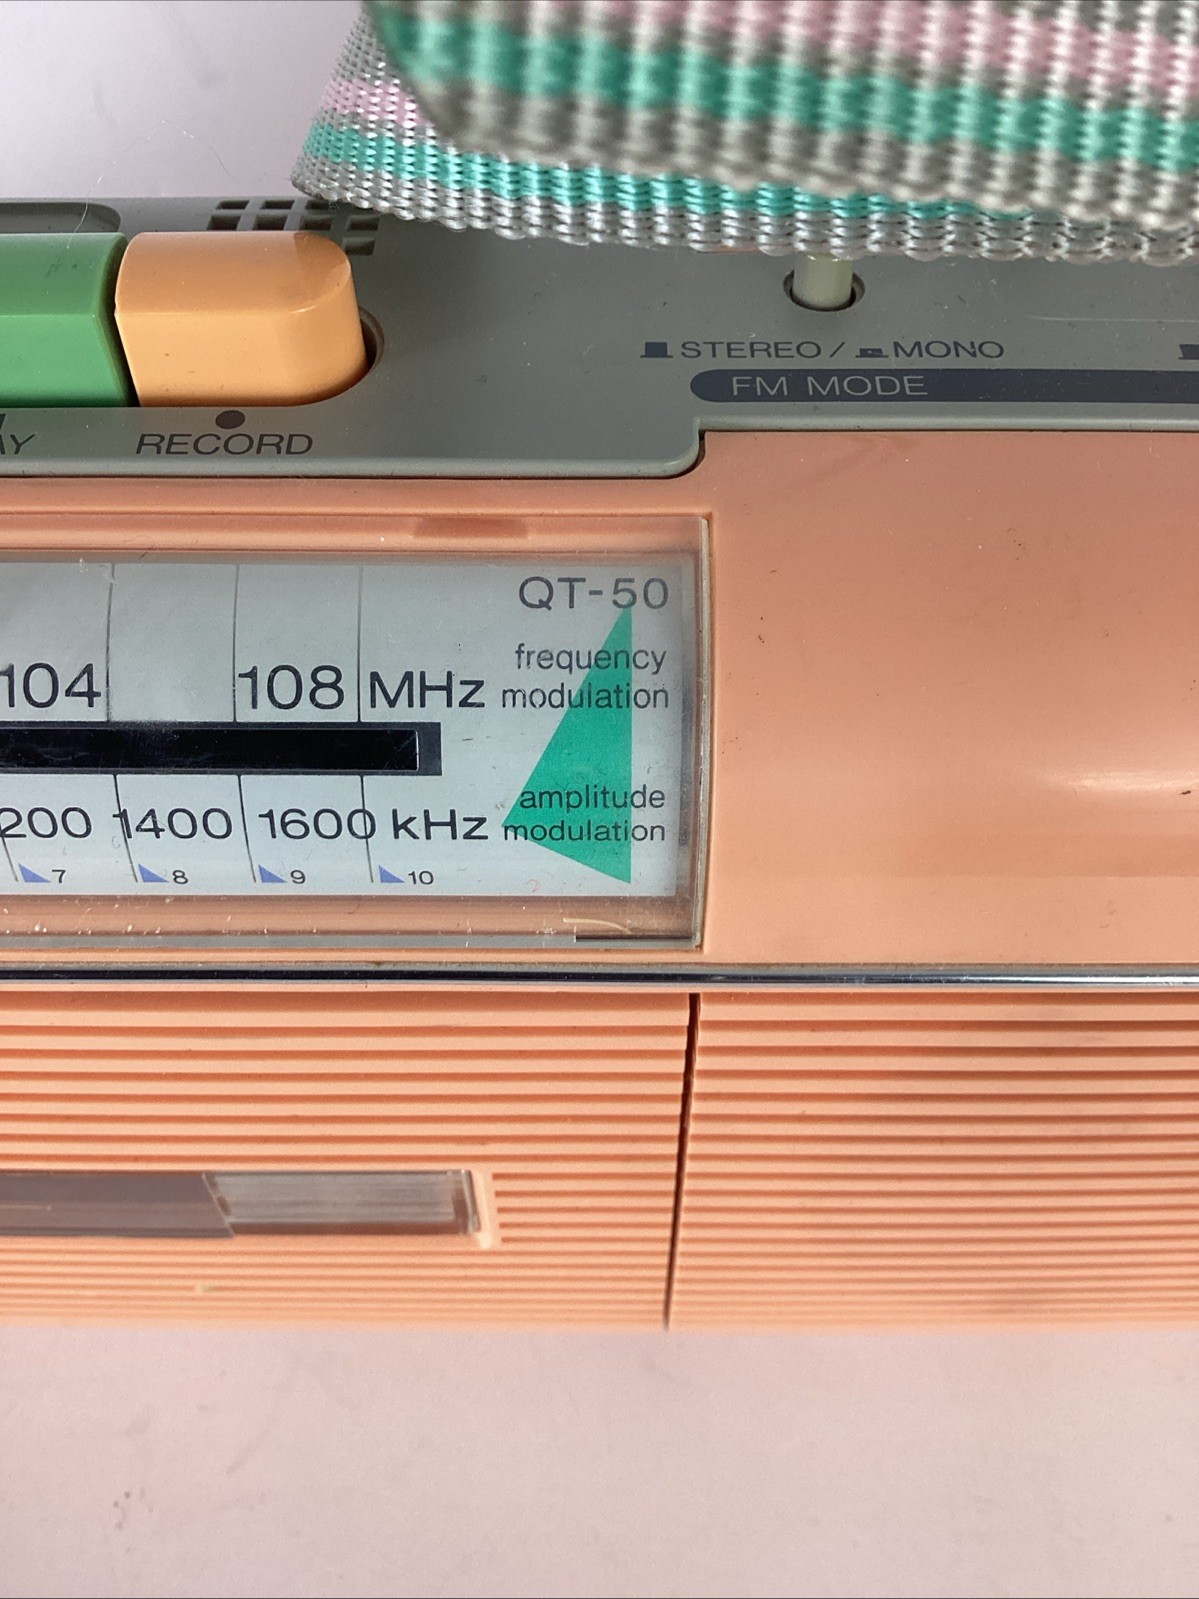 STEREO / MONO
FM MODE
RECORD
QT-50
frequency
modulation
104 108 MHz
amplitude
modulation
1400 1600 kHz
7 8 9 10